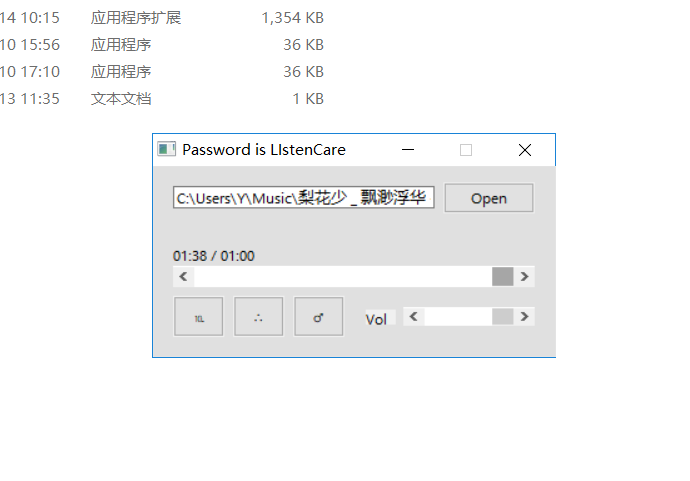 14 10:15 应用程序扩展 1,354 KB
10 15:56 应用程序 36 KB
10 17:10 应用程序 36 KB
13 11:35 文本文档 1 KB
Password is LIstenCare
C:\Users\Y\Music\梨花少 _ 飘渺浮华 Open
01:38 / 01:00
℡ ∴ ♂ Vol